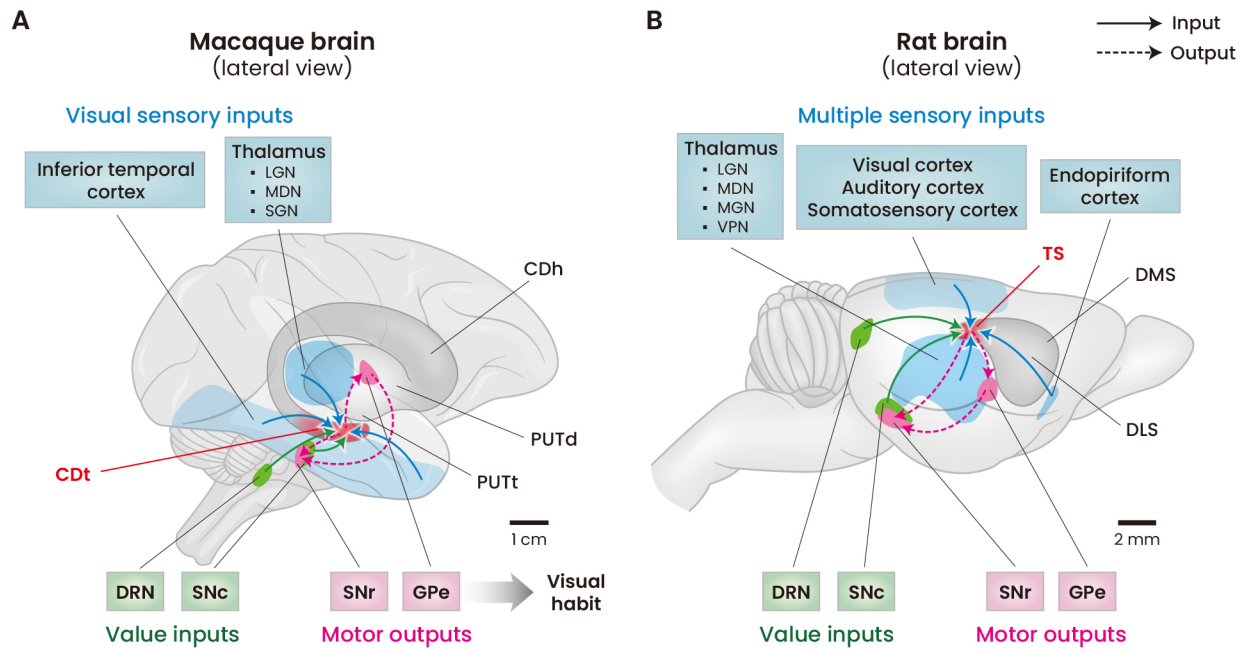 A
Macaque brain
(lateral view)
Visual sensory inputs
Inferior temporal
cortex
Thalamus
▪ LGN
▪ MDN
▪ SGN
CDh
PUTd
PUTt
CDt
1 cm
DRN
SNc
SNr
GPe
Visual
habit
Value inputs
Motor outputs
B
Rat brain
(lateral view)
Input
Output
Multiple sensory inputs
Thalamus
▪ LGN
▪ MDN
▪ MGN
▪ VPN
Visual cortex
Auditory cortex
Somatosensory cortex
Endopiriform
cortex
TS
DMS
DLS
2 mm
DRN
SNc
SNr
GPe
Value inputs
Motor outputs